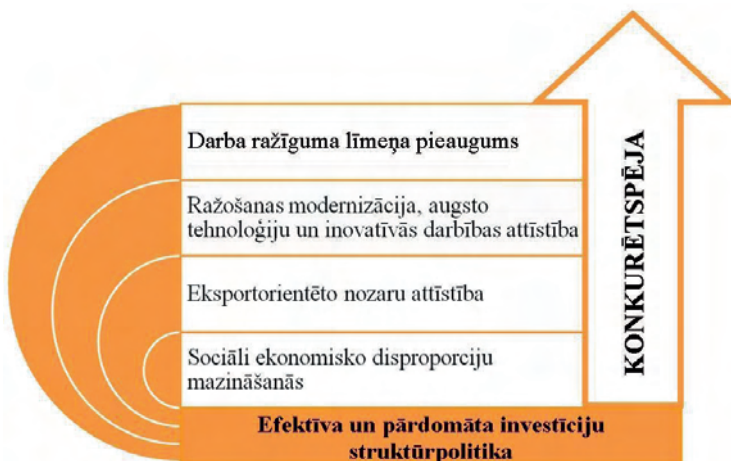 Darba ražīguma līmeņa pieaugums
Ražošanas modernizācija, augsto
tehnoloģiju un inovatīvās darbības attīstība
Eksportorientēto nozaru attīstība
Sociāli ekonomisko disproporciju
mazināšanās
Efektīva un pārdomāta investīciju
struktūrpolitika
KONKURĒTSPĒJA